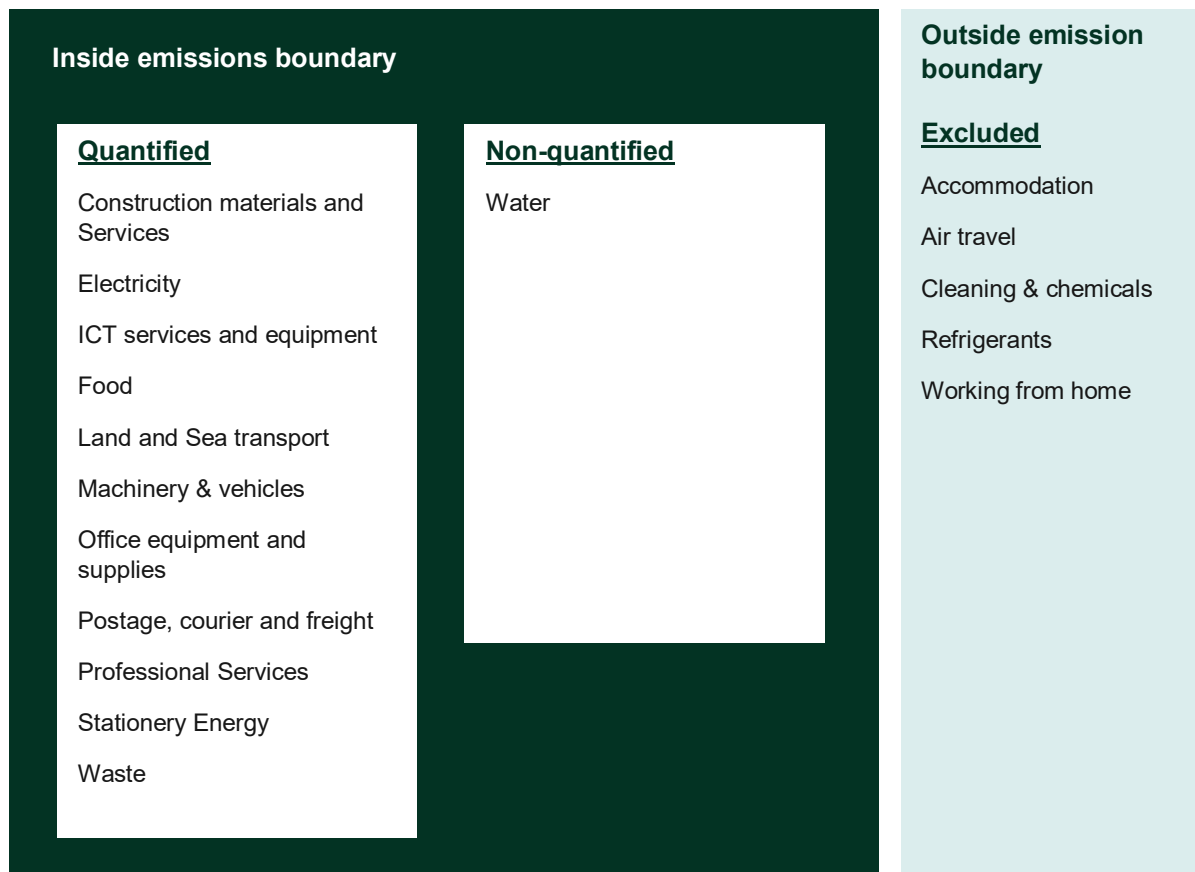 Inside emissions boundary
Quantified
Construction materials and
Services
Electricity
ICT services and equipment
Food
Land and Sea transport
Machinery & vehicles
Office equipment and
supplies
Postage, courier and freight
Professional Services
Stationery Energy
Waste
Non-quantified
Water
Outside emission
boundary
Excluded
Accommodation
Air travel
Cleaning & chemicals
Refrigerants
Working from home